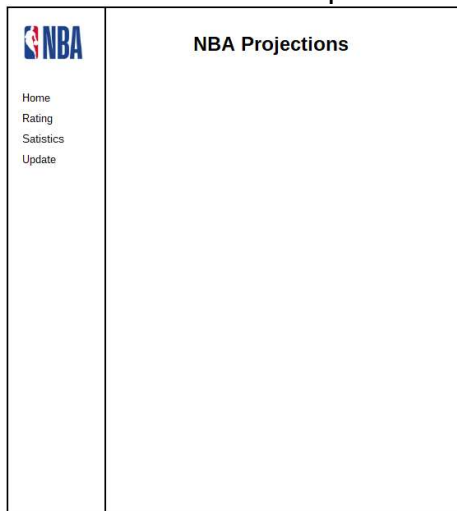 NBA
NBA Projections
Home
Rating
Satistics
Update